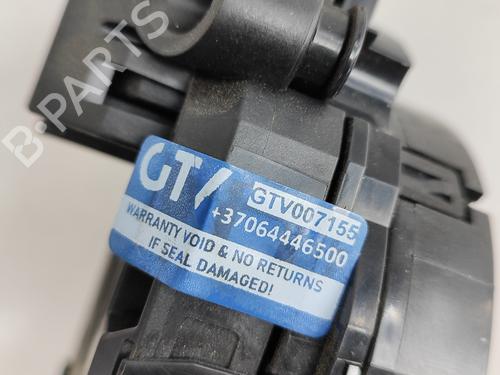 B-PARTS
GTV
GTV007155
+37064446500
WARRANTY VOID & NO RETURNS
IF SEAL DAMAGED!